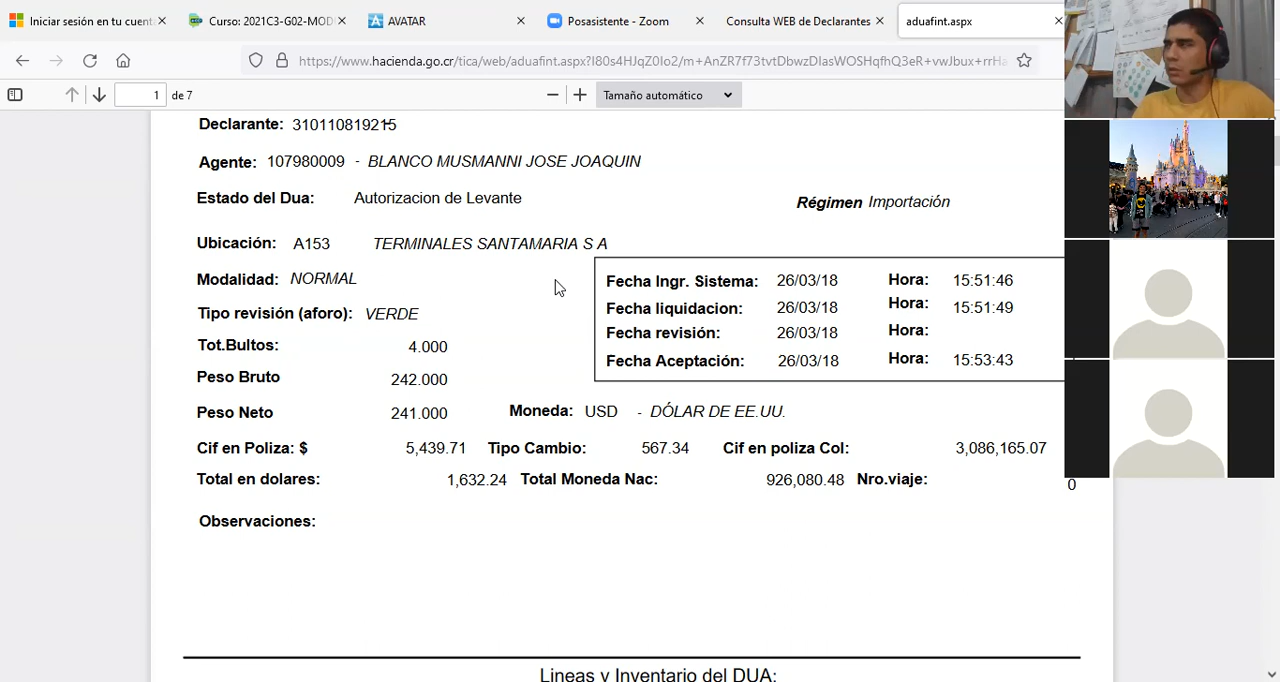 Iniciar sesión en tu cuenta
Curso: 2021C3-G02-MOD
AVATAR
Posasistente - Zoom
Consulta WEB de Declarantes
aduafint.aspx
https://www.hacienda.go.cr/tica/web/aduafint.aspx?
1 de 7
Tamaño automático
Declarante: 310110819215
Agente: 107980009 - BLANCO MUSMANNI JOSE JOAQUIN
Estado del Dua: Autorizacion de Levante
Régimen Importación
Ubicación: A153 TERMINALES SANTAMARIA S A
Modalidad: NORMAL
Fecha Ingr. Sistema: 26/03/18 Hora: 15:51:46
Tipo revisión (aforo): VERDE
Fecha liquidacion: 26/03/18 Hora: 15:51:49
Fecha revisión: 26/03/18 Hora:
Tot.Bultos: 4.000
Fecha Aceptación: 26/03/18 Hora: 15:53:43
Peso Bruto 242.000
Peso Neto 241.000 Moneda: USD - DÓLAR DE EE.UU.
Cif en Poliza: $ 5,439.71 Tipo Cambio: 567.34 Cif en poliza Col: 3,086,165.07
Total en dolares: 1,632.24 Total Moneda Nac: 926,080.48 Nro.viaje: 0
Observaciones:
Lineas y Inventario del DUA: